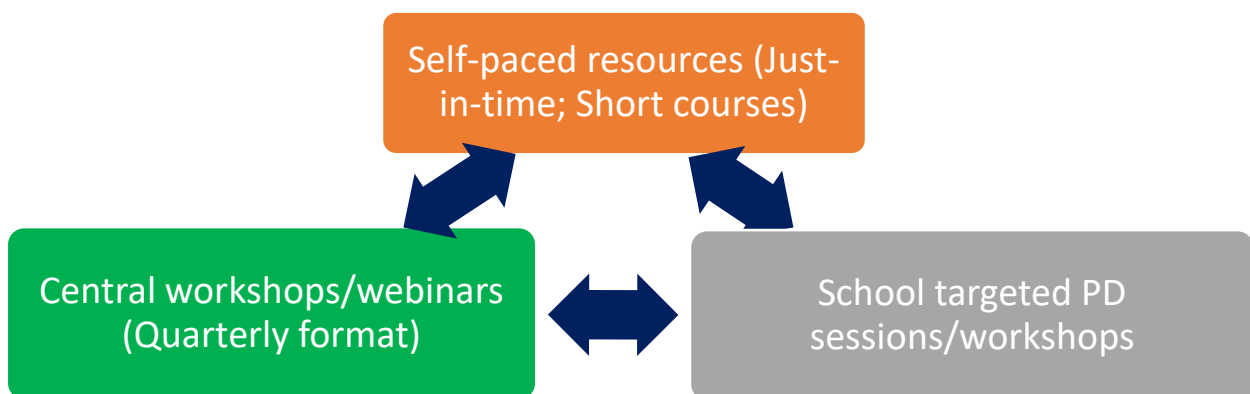 Self-paced resources (Just-
in-time; Short courses)
Central workshops/webinars
(Quarterly format)
School targeted PD
sessions/workshops